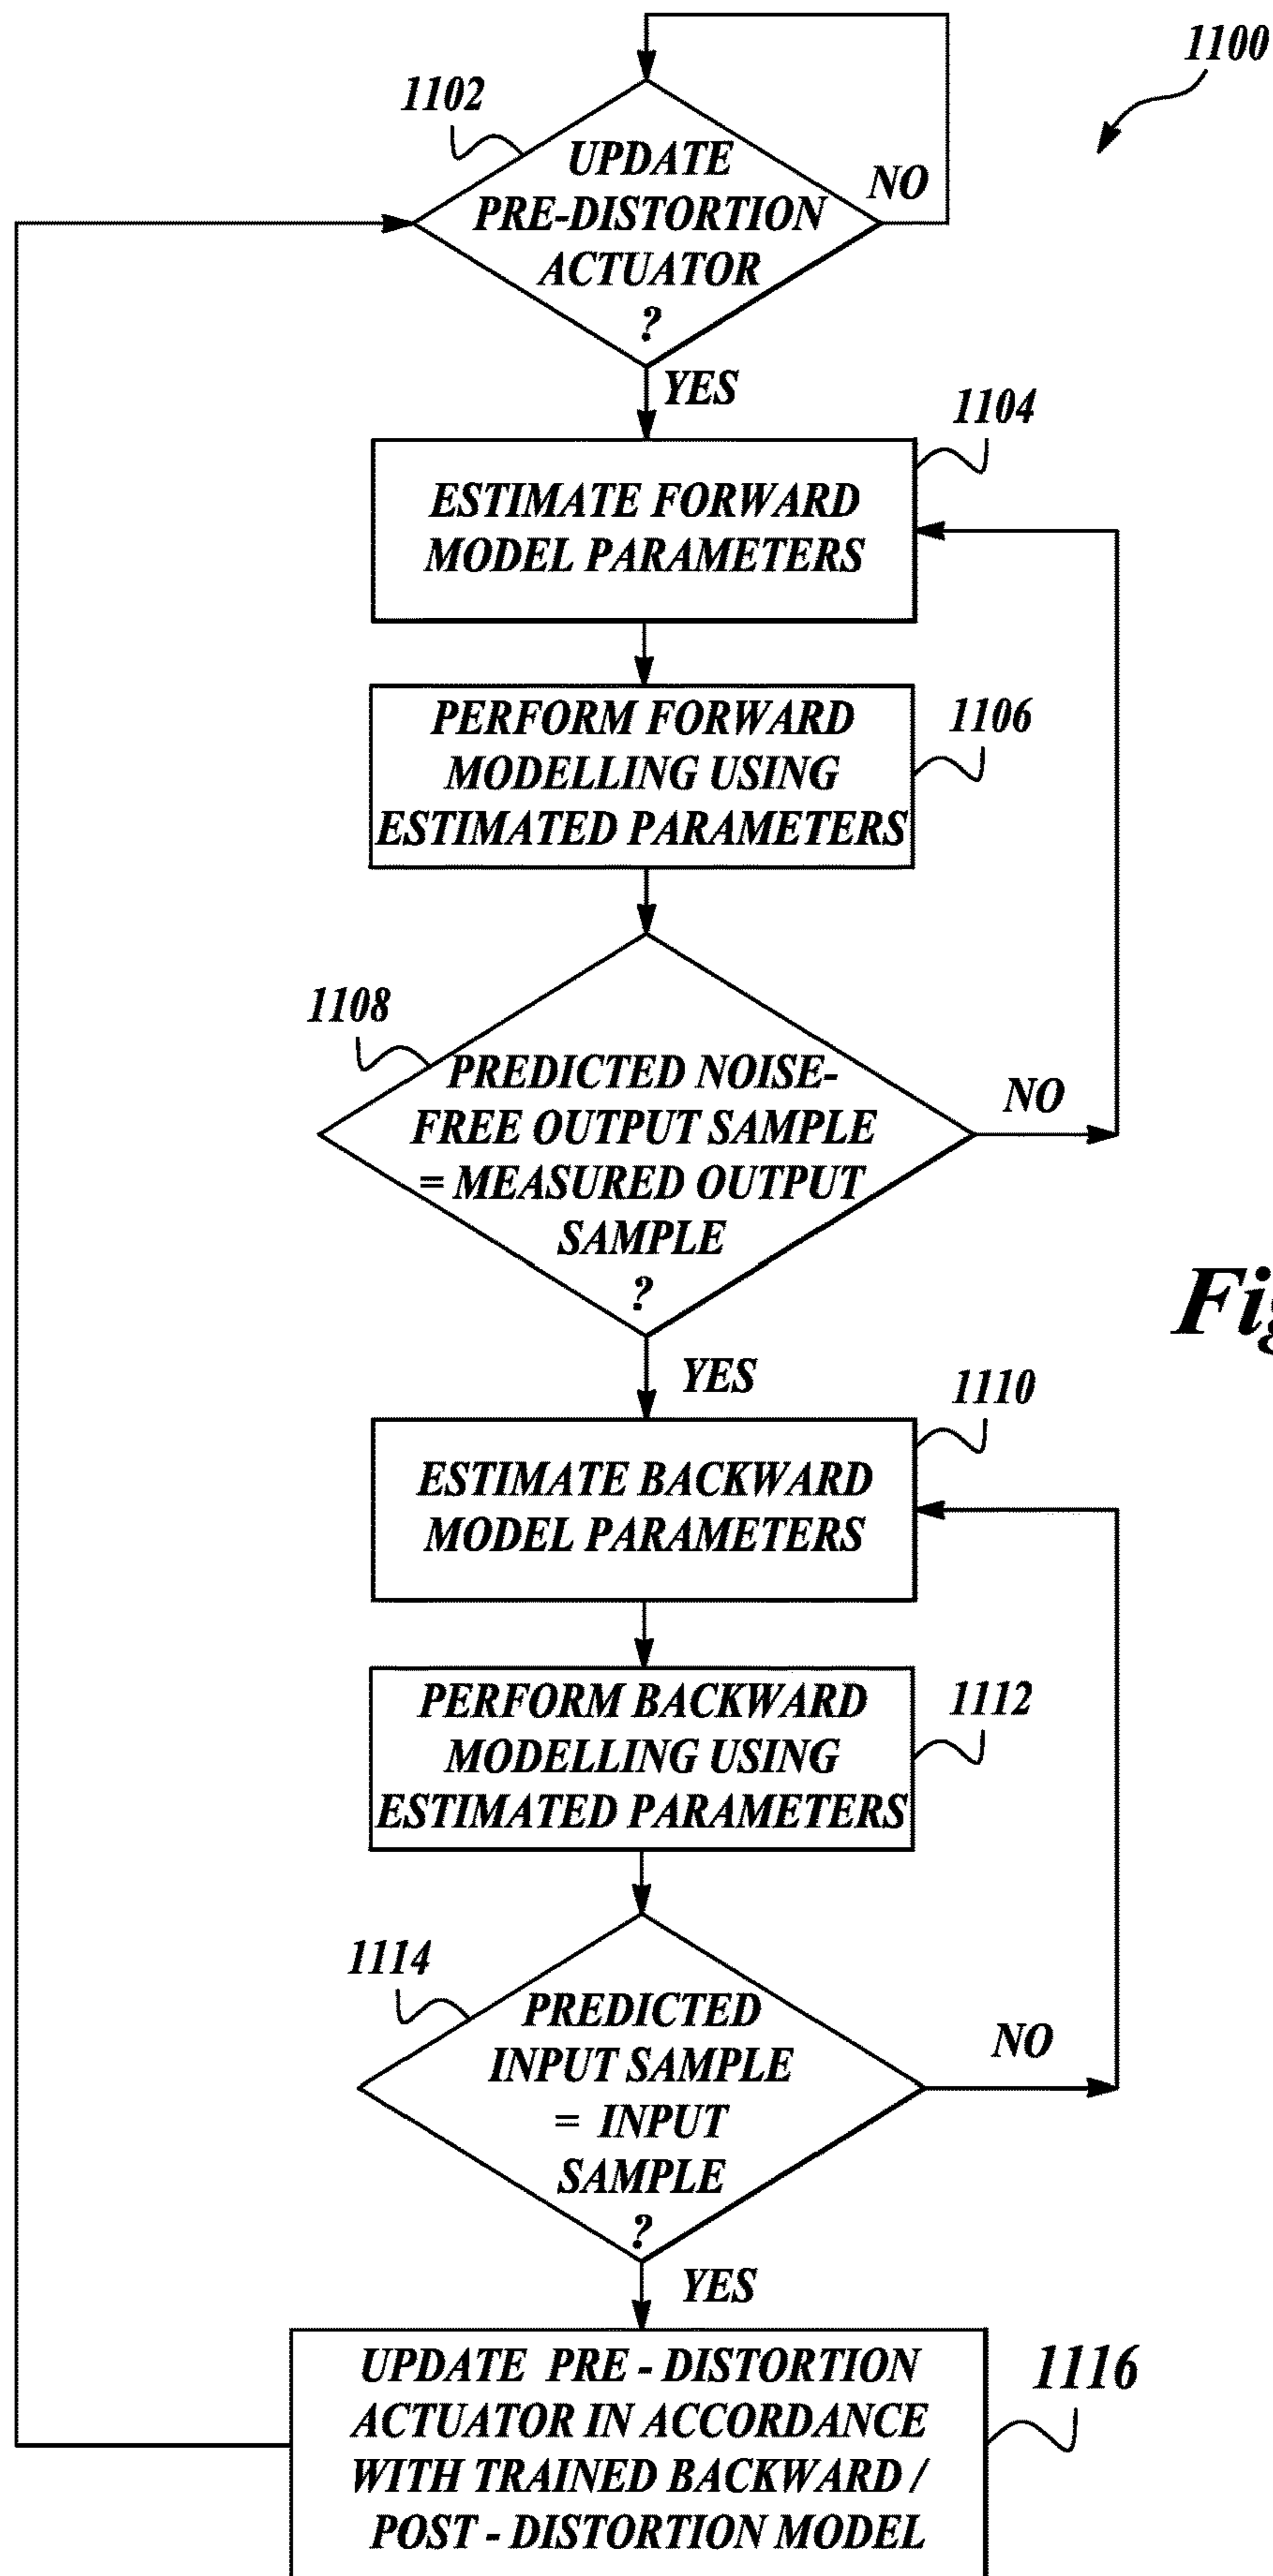 1100
1102
UPDATE
PRE-DISTORTION
ACTUATOR
?
NO
YES
1104
ESTIMATE FORWARD
MODEL PARAMETERS
1106
PERFORM FORWARD
MODELLING USING
ESTIMATED PARAMETERS
1108
PREDICTED NOISE-
FREE OUTPUT SAMPLE
= MEASURED OUTPUT
SAMPLE
?
NO
Fig
YES
1110
ESTIMATE BACKWARD
MODEL PARAMETERS
1112
PERFORM BACKWARD
MODELLING USING
ESTIMATED PARAMETERS
1114
PREDICTED
INPUT SAMPLE
= INPUT
SAMPLE
?
NO
YES
1116
UPDATE PRE - DISTORTION
ACTUATOR IN ACCORDANCE
WITH TRAINED BACKWARD /
POST - DISTORTION MODEL